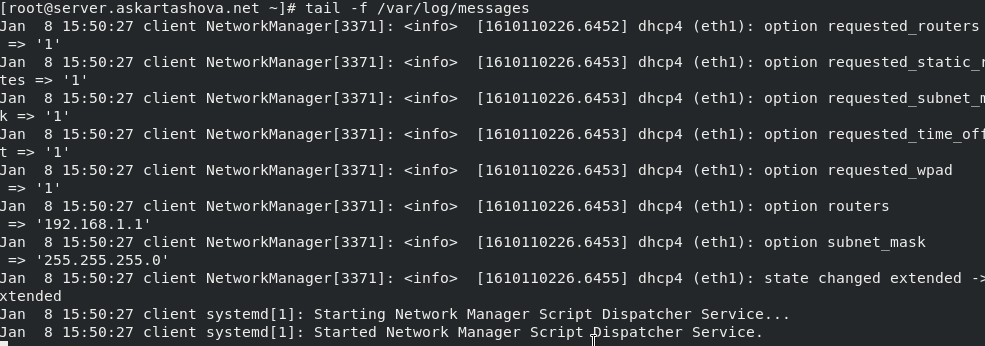 [root@server.askartashova.net ~]# tail -f /var/log/messages
Jan  8 15:50:27 client NetworkManager[3371]: <info>  [1610110226.6452] dhcp4 (eth1): option requested_routers
 => '1'
Jan  8 15:50:27 client NetworkManager[3371]: <info>  [1610110226.6453] dhcp4 (eth1): option requested_static_r
tes => '1'
Jan  8 15:50:27 client NetworkManager[3371]: <info>  [1610110226.6453] dhcp4 (eth1): option requested_subnet_m
k => '1'
Jan  8 15:50:27 client NetworkManager[3371]: <info>  [1610110226.6453] dhcp4 (eth1): option requested_time_off
t => '1'
Jan  8 15:50:27 client NetworkManager[3371]: <info>  [1610110226.6453] dhcp4 (eth1): option requested_wpad
 => '1'
Jan  8 15:50:27 client NetworkManager[3371]: <info>  [1610110226.6453] dhcp4 (eth1): option routers
 => '192.168.1.1'
Jan  8 15:50:27 client NetworkManager[3371]: <info>  [1610110226.6453] dhcp4 (eth1): option subnet_mask
 => '255.255.255.0'
Jan  8 15:50:27 client NetworkManager[3371]: <info>  [1610110226.6455] dhcp4 (eth1): state changed extended ->
xtended
Jan  8 15:50:27 client systemd[1]: Starting Network Manager Script Dispatcher Service...
Jan  8 15:50:27 client systemd[1]: Started Network Manager Script Dispatcher Service.